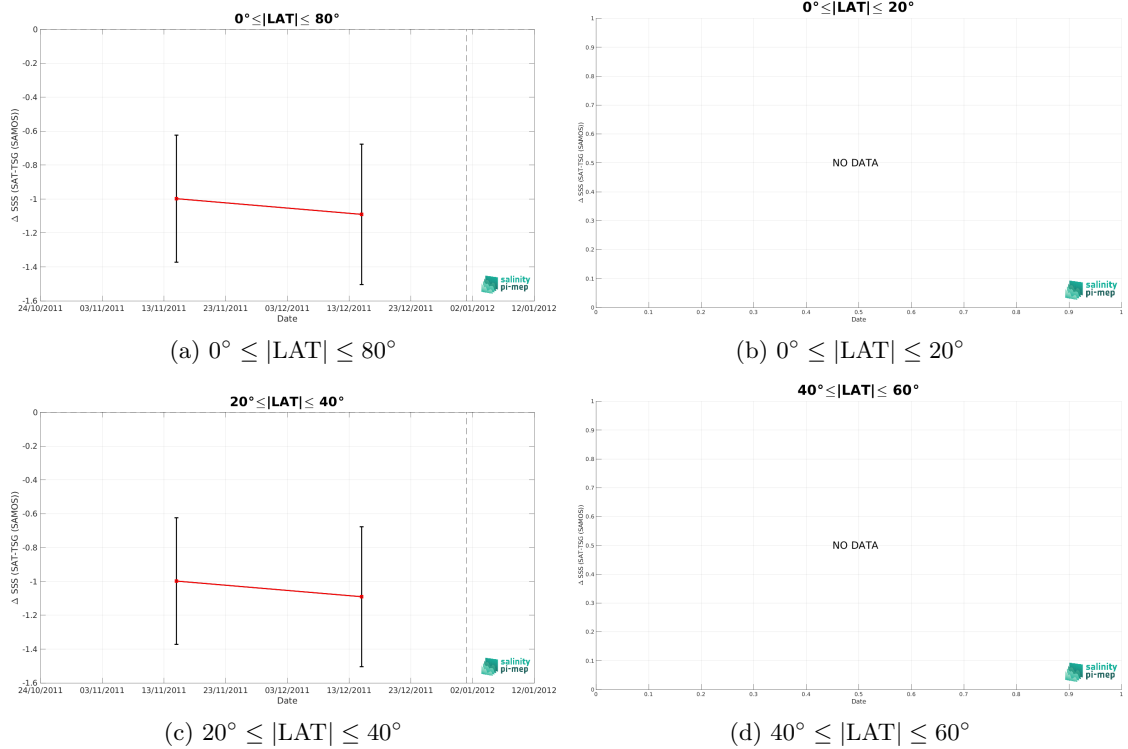 0°≤|LAT|≤ 80°
0
-0.2
-0.4
-0.6
-0.8
-1
-1.2
-1.4
-1.6
Δ SSS (SAT-TSG (SAMOS))
24/10/2011 03/11/2011 13/11/2011 23/11/2011 03/12/2011 13/12/2011 23/12/2011 02/01/2012 12/01/2012
Date
salinity
pi-mep
(a) 0° ≤ |LAT| ≤ 80°
0°≤|LAT|≤ 20°
1
0.9
0.8
0.7
0.6
0.5
0.4
0.3
0.2
0.1
0
Δ SSS (SAT-TSG (SAMOS))
NO DATA
0 0.1 0.2 0.3 0.4 0.5 0.6 0.7 0.8 0.9 1
Date
salinity
pi-mep
(b) 0° ≤ |LAT| ≤ 20°
20°≤|LAT|≤ 40°
0
-0.2
-0.4
-0.6
-0.8
-1
-1.2
-1.4
-1.6
Δ SSS (SAT-TSG (SAMOS))
24/10/2011 03/11/2011 13/11/2011 23/11/2011 03/12/2011 13/12/2011 23/12/2011 02/01/2012 12/01/2012
Date
salinity
pi-mep
(c) 20° ≤ |LAT| ≤ 40°
40°≤|LAT|≤ 60°
1
0.9
0.8
0.7
0.6
0.5
0.4
0.3
0.2
0.1
0
Δ SSS (SAT-TSG (SAMOS))
NO DATA
0 0.1 0.2 0.3 0.4 0.5 0.6 0.7 0.8 0.9 1
Date
salinity
pi-mep
(d) 40° ≤ |LAT| ≤ 60°